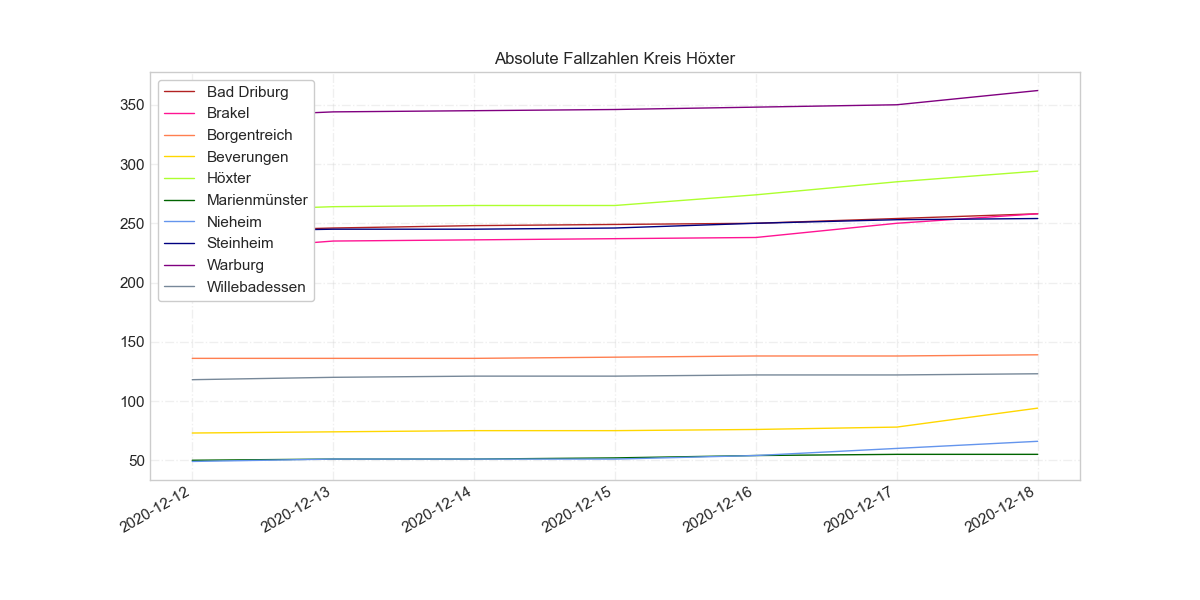 Absolute Fallzahlen Kreis Höxter
Bad Driburg
Brakel
Borgentreich
Beverungen
Höxter
Marienmünster
Nieheim
Steinheim
Warburg
Willebadessen
350
300
250
200
150
100
50
2020-12-12
2020-12-13
2020-12-14
2020-12-15
2020-12-16
2020-12-17
2020-12-18